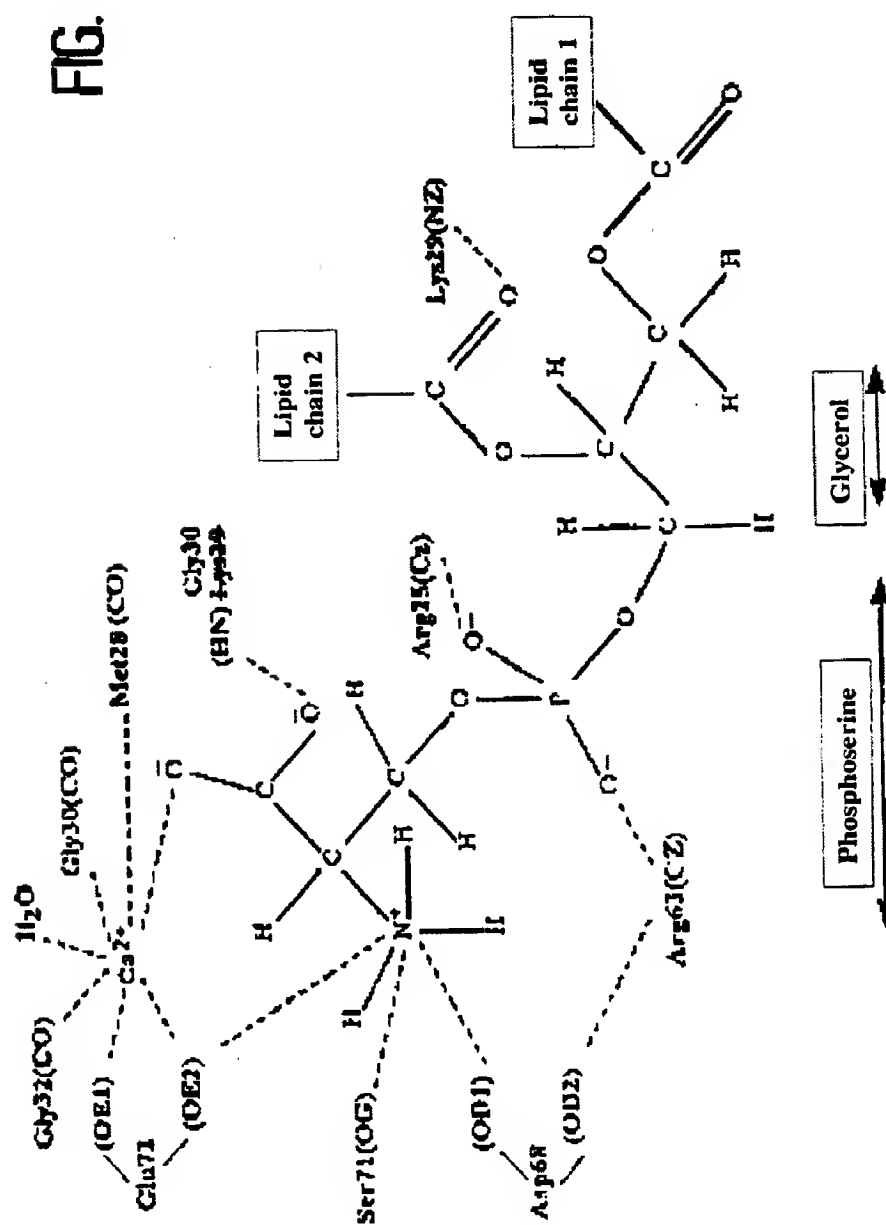 FIG.
H₂O
Gly32(CO)
Gly30(CO)
Ca²⁺
Met28(CO)
(OE1)
(OE2)
Gly30
(HN) Lys29
O⁻
O⁻
C
H
C
C
H
H
H
N⁺
H
H
Ser71(OG)
(OD1)
Asp68
(OD2)
Arg63(CZ)
Arg25(Cz)
O
P
O⁻
O⁻
O
Lipid
chain 2
Lys29(NZ)
C
O
O
H
C
H
C
H
C
H
H
O
C
O
Lipid
chain 1
Phosphoserine
Glycerol